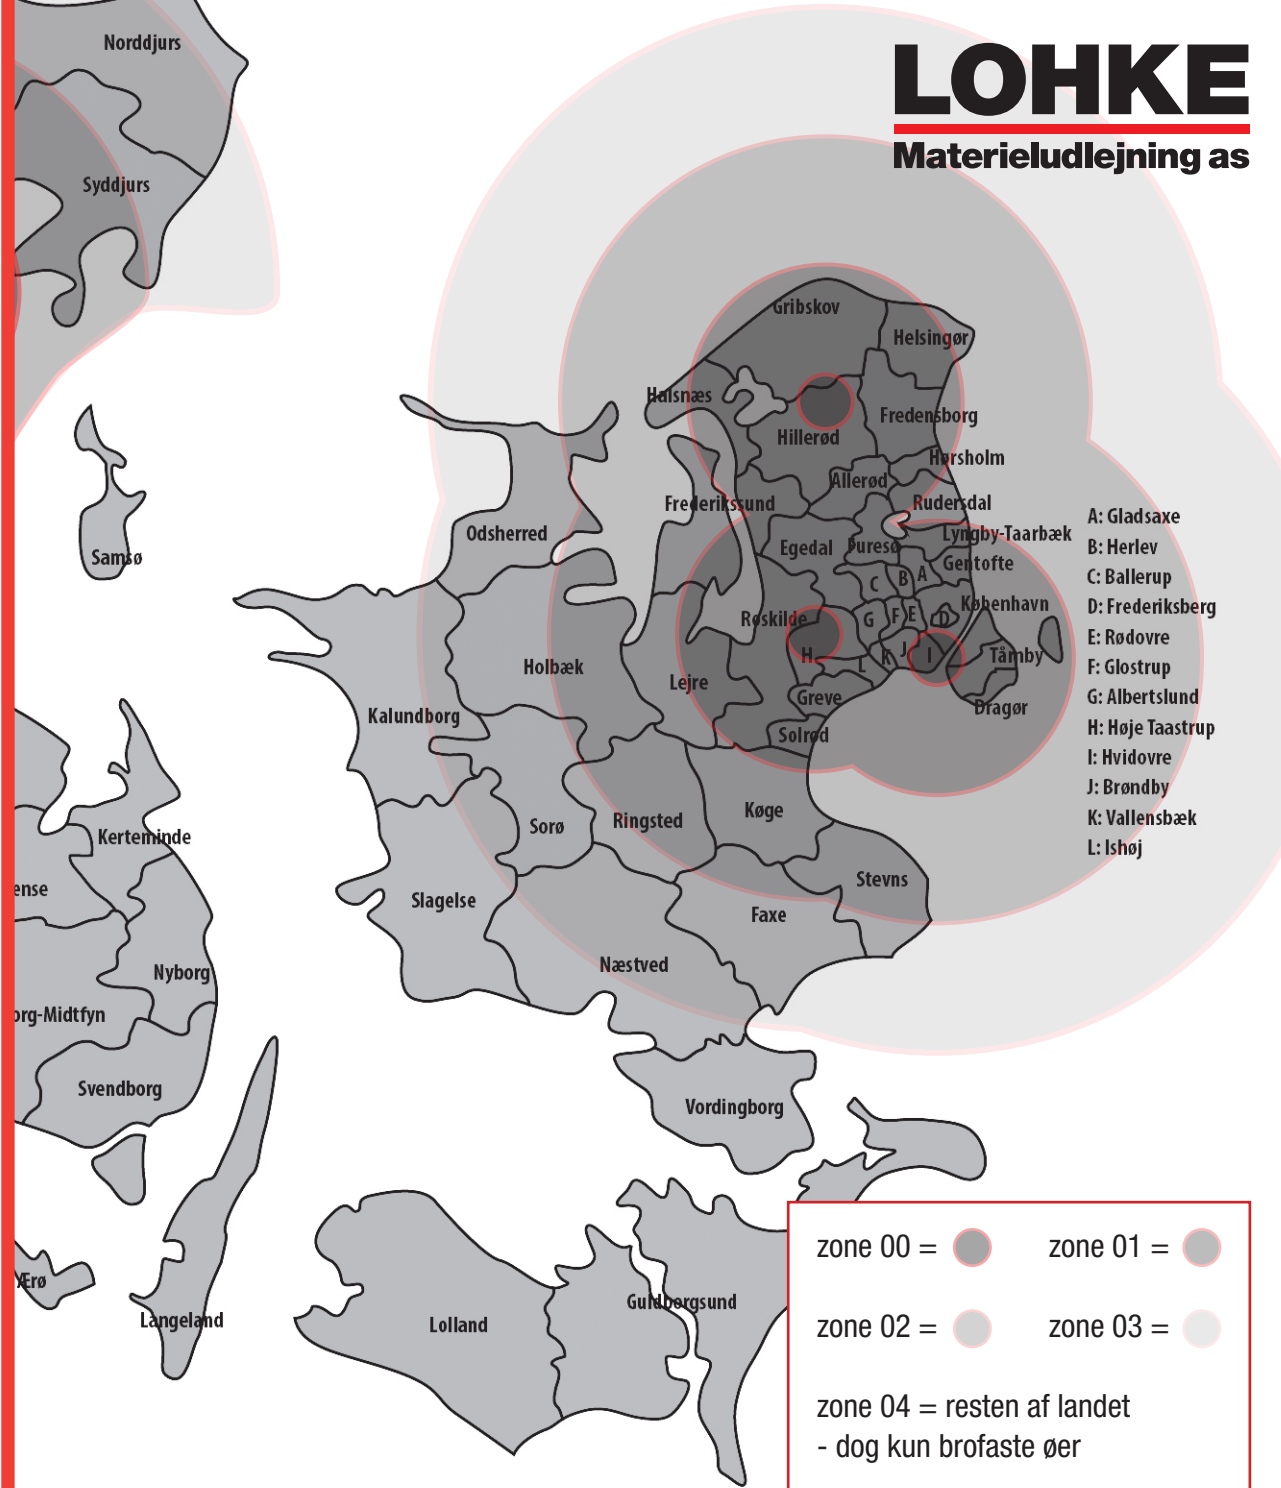 LOHKE
Materieludlejning as
Norddjurs
Syddjurs
Gribskov
Helsingør
Halsnæs
Fredensborg
Hillerød
Hørsholm
Allerød
Frederikssund
Rudersdal
Odsherred
Egedal
Furesø
Lyngby-Taarbæk
Gentofte
Samsø
C
B
A
København
Roskilde
G
F
E
D
H
L
K
J
I
Tårnby
Holbæk
Lejre
Greve
Dragør
Kalundborg
Solrød
A: Gladsaxe
B: Herlev
C: Ballerup
D: Frederiksberg
E: Rødovre
F: Glostrup
G: Albertslund
H: Høje Taastrup
I: Hvidovre
J: Brøndby
K: Vallensbæk
L: Ishøj
Kerteminde
Sorø
Ringsted
Køge
ense
Slagelse
Stevns
Faxe
Nyborg
Næstved
org-Midtfyn
Svendborg
Vordingborg
Ærø
Langeland
Lolland
Guldborgsund
zone 00 =
zone 01 =
zone 02 =
zone 03 =
zone 04 = resten af landet
- dog kun brofaste øer